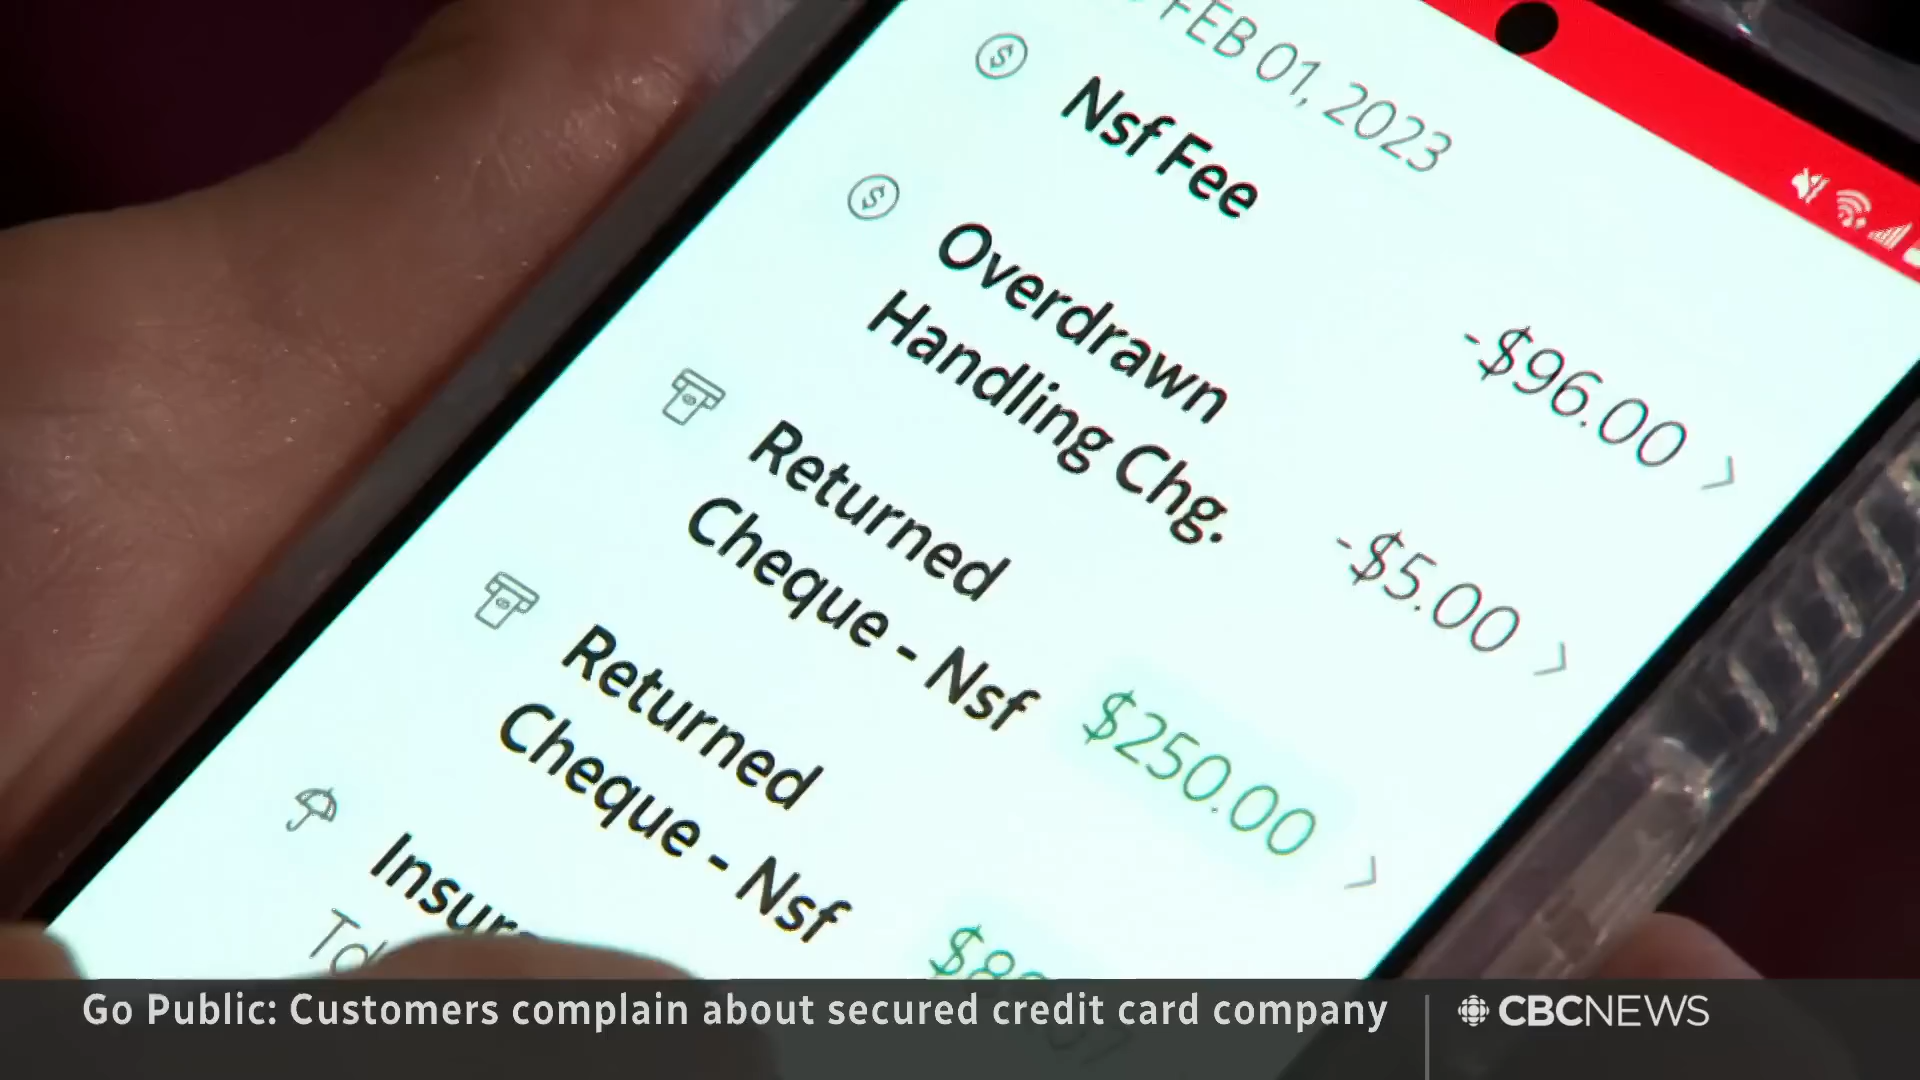 FEB 01, 2023
Nsf Fee
-$96.00
Overdrawn
Handling Chg.
-$5.00
Returned
Cheque - Nsf
$250.00
Returned
Cheque - Nsf
Go Public: Customers complain about secured credit card company
CBCNEWS